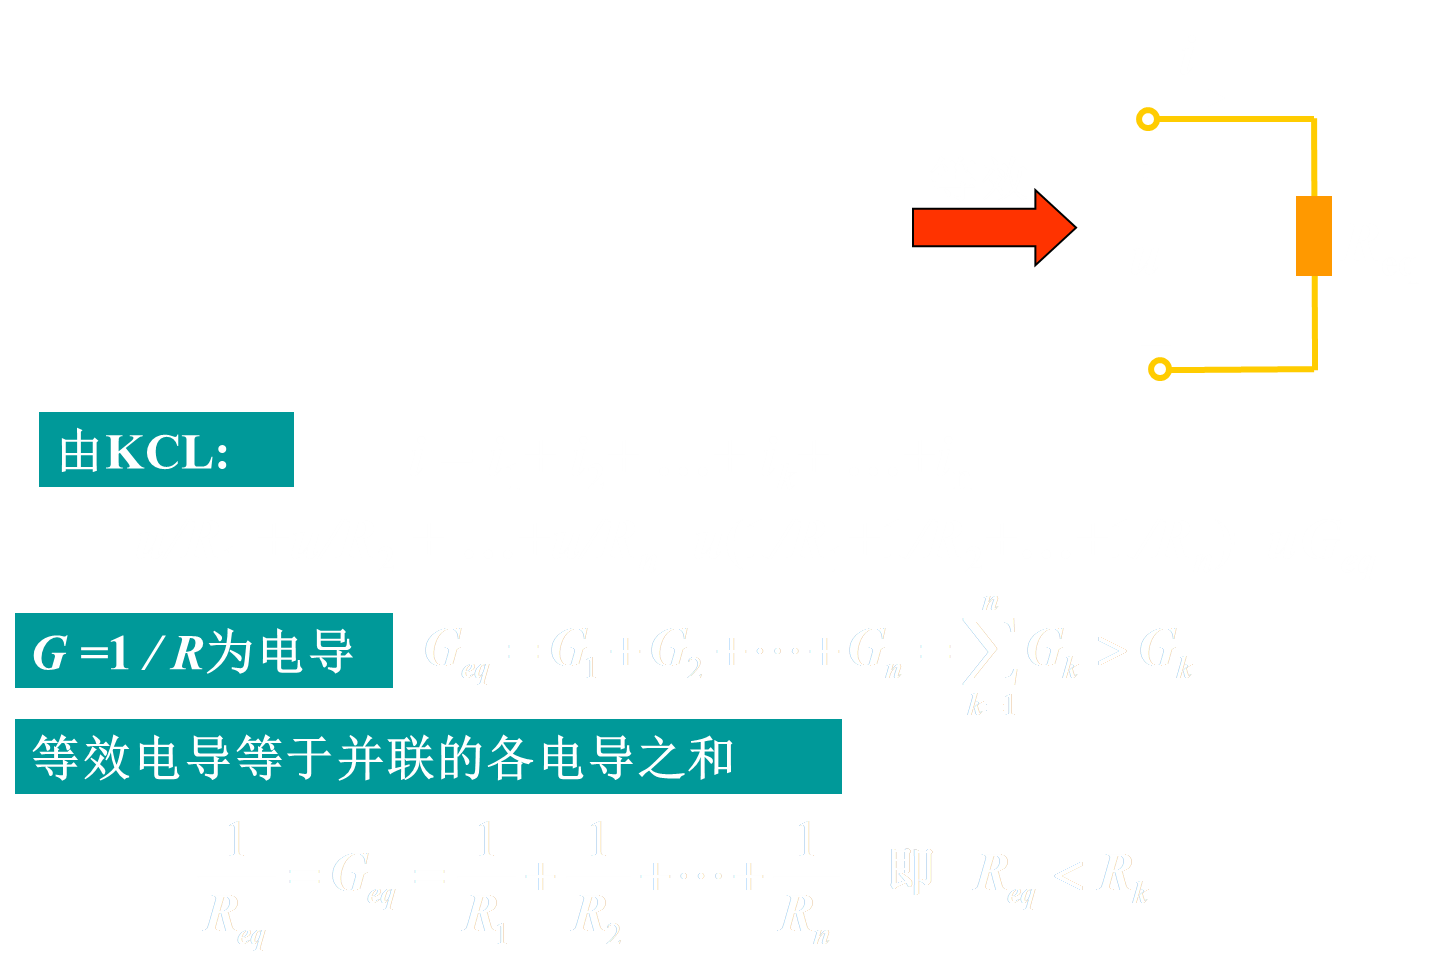 由KCL:
G =1 / R为电导
G_eq = G_1 + G_2 + ⋯ + G_n = ∑_{k=1}^{n} G_k > G_k
等效电导等于并联的各电导之和
1/R_eq = G_eq = 1/R_1 + 1/R_2 + ⋯ + 1/R_n 即 R_eq < R_k